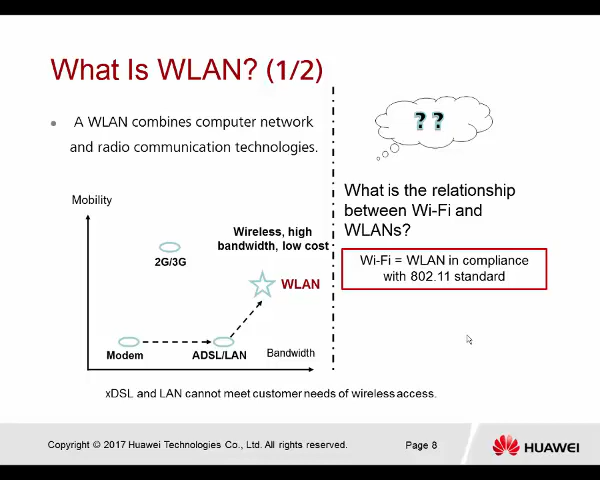 What Is WLAN? (1/2)
• A WLAN combines computer network
and radio communication technologies.
??
What is the relationship
between Wi-Fi and
WLANs?
Wi-Fi = WLAN in compliance
with 802.11 standard
Mobility
Wireless, high
bandwidth, low cost
2G/3G
WLAN
Modem
ADSL/LAN
Bandwidth
xDSL and LAN cannot meet customer needs of wireless access.
Copyright © 2017 Huawei Technologies Co., Ltd. All rights reserved.
Page 8
HUAWEI